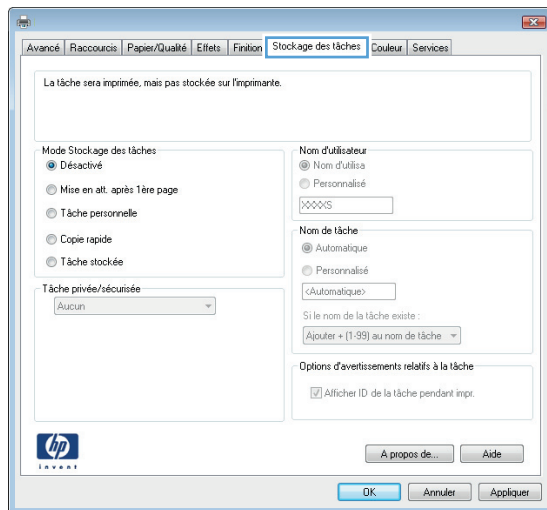 Avancé Raccourcis Papier/Qualité Effets Finition Stockage des tâches Couleur Services
La tâche sera imprimée, mais pas stockée sur l'imprimante.
Mode Stockage des tâches
Désactivé
Mise en att. après 1ère page
Tâche personnelle
Copie rapide
Tâche stockée
Tâche privée/sécurisée
Aucun
Nom d'utilisateur
Nom d'utilisa
Personnalisé
XXXXS
Nom de tâche
Automatique
Personnalisé
<Automatique>
Si le nom de la tâche existe :
Ajouter + (1-99) au nom de tâche
Options d'avertissements relatifs à la tâche
Afficher ID de la tâche pendant impr.
hp
invent
A propos de... Aide
OK Annuler Appliquer